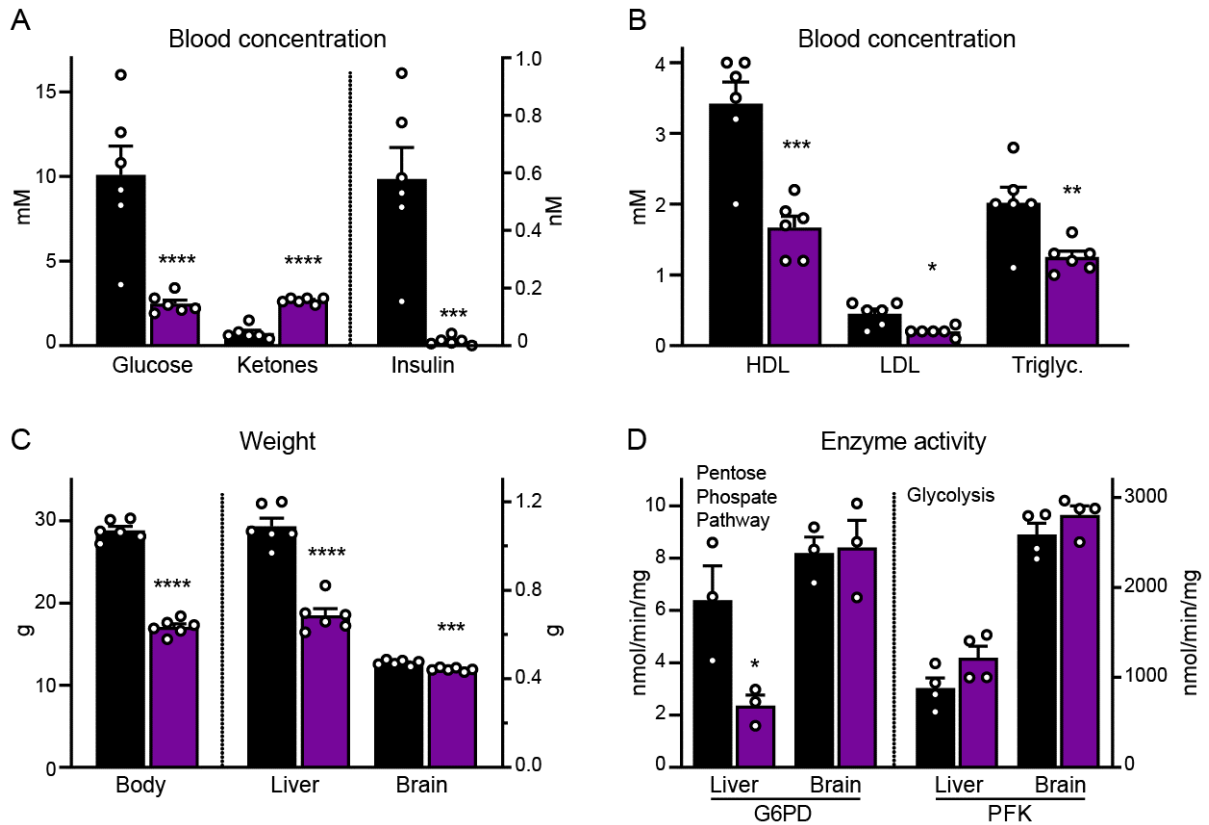 A
Blood concentration
mM
15
10
5
0
****
****
***
1.0
0.8
0.6
0.4
0.2
0
nM
Glucose
Ketones
Insulin
B
Blood concentration
mM
4
3
2
1
0
***
*
**
HDL
LDL
Triglyc.
C
Weight
g
30
20
10
0
****
****
***
1.2
0.8
0.4
0.0
g
Body
Liver
Brain
D
Enzyme activity
Pentose
Phospate
Pathway
Glycolysis
nmol/min/mg
10
8
6
4
2
0
*
3000
2000
1000
0
nmol/min/mg
Liver
Brain
Liver
Brain
G6PD
PFK